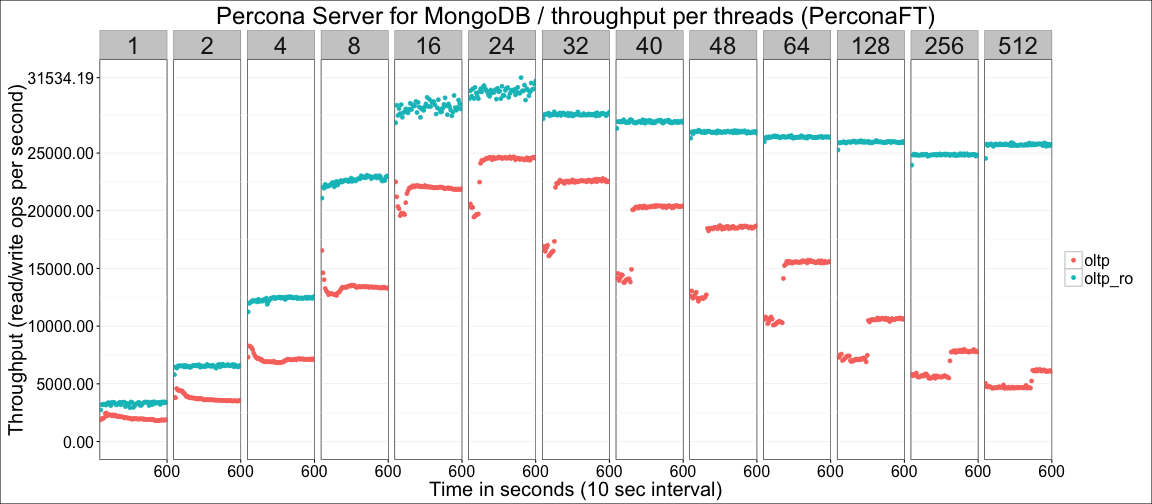 Percona Server for MongoDB / throughput per threads (PerconaFT)
1 2 4 8 16 24 32 40 48 64 128 256 512
Throughput (read/write ops per second)
31534.19
25000.00
20000.00
15000.00
10000.00
5000.00
0.00
oltp
oltp_ro
600 600 600 600 600 600 600 600 600 600 600 600 600
Time in seconds (10 sec interval)